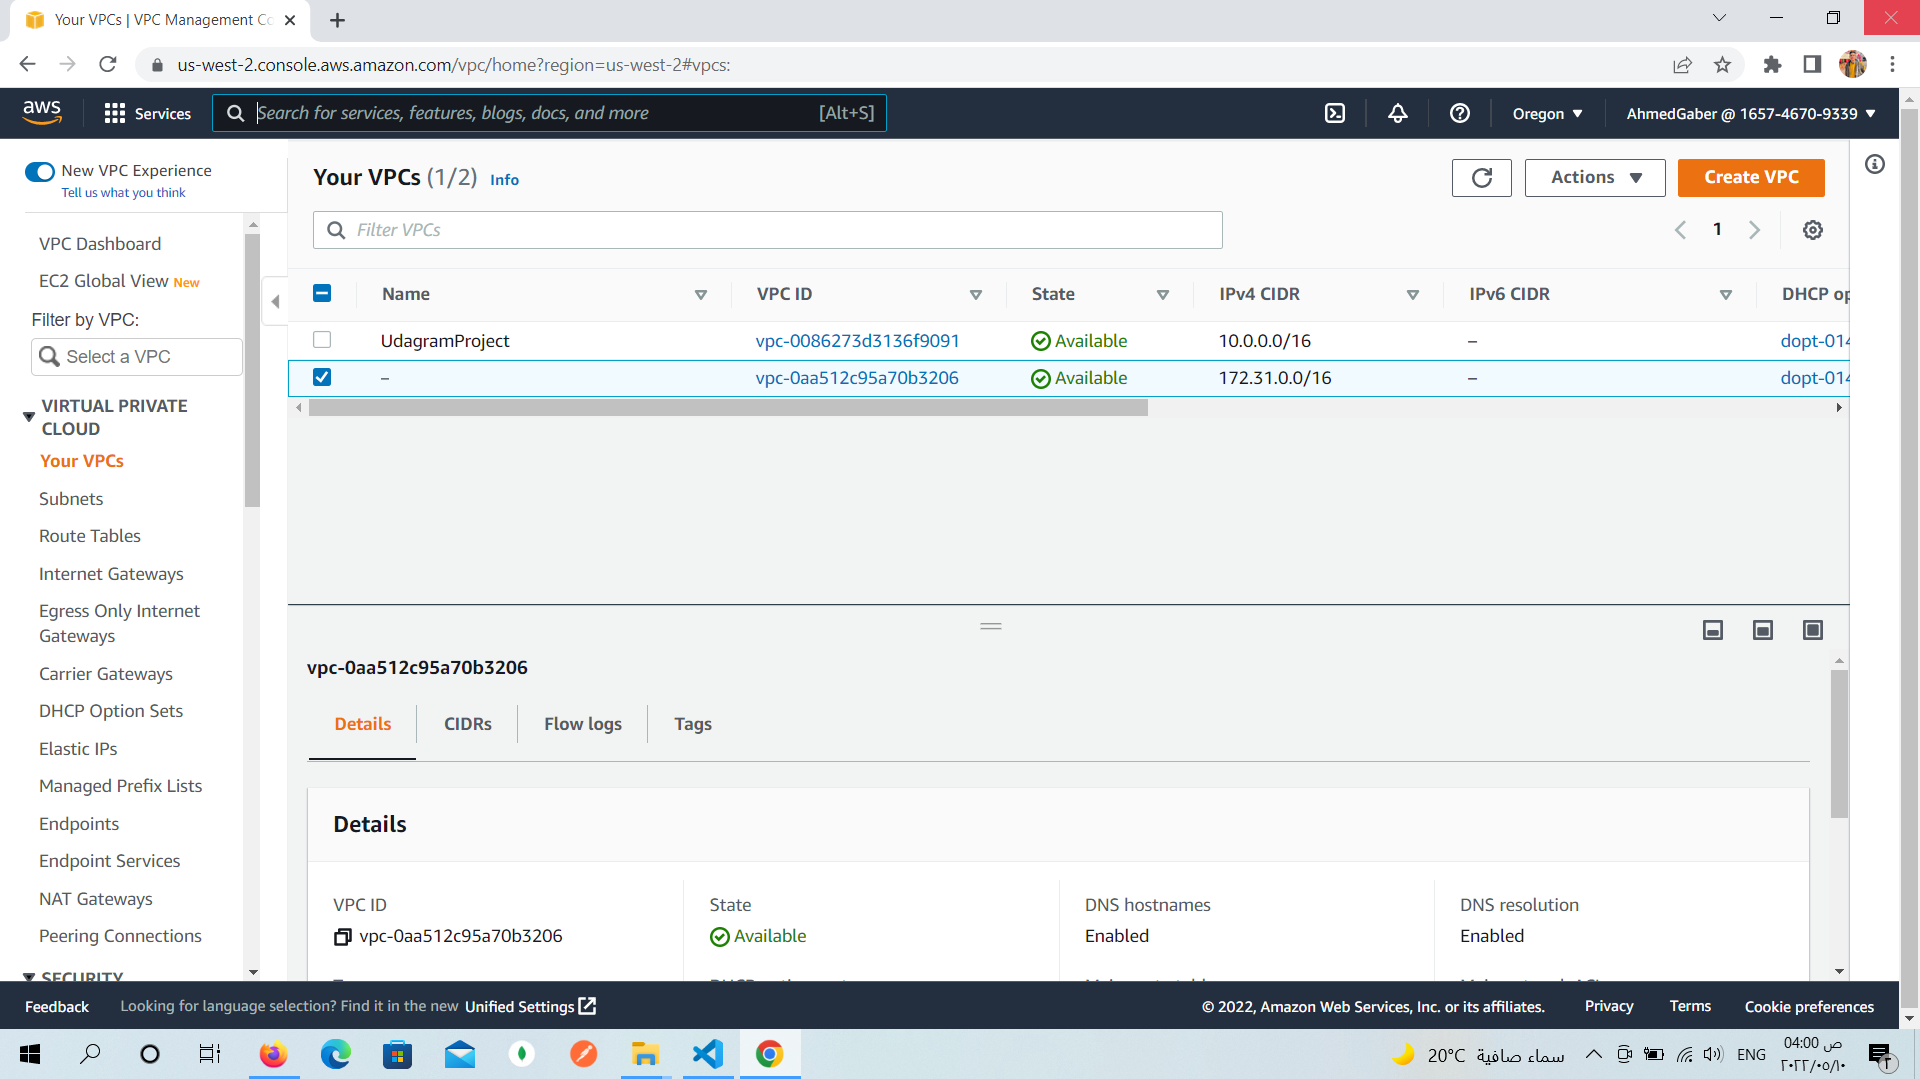 Your VPCs | VPC Management Co
us-west-2.console.aws.amazon.com/vpc/home?region=us-west-2#vpcs:
aws
Services
Search for services, features, blogs, docs, and more
[Alt+S]
Oregon
AhmedGaber @ 1657-4670-9339
New VPC Experience
Tell us what you think
VPC Dashboard
EC2 Global View New
Filter by VPC:
Select a VPC
VIRTUAL PRIVATE
CLOUD
Your VPCs
Subnets
Route Tables
Internet Gateways
Egress Only Internet
Gateways
Carrier Gateways
DHCP Option Sets
Elastic IPs
Managed Prefix Lists
Endpoints
Endpoint Services
NAT Gateways
Peering Connections
SECURITY
Your VPCs (1/2) Info
Actions
Create VPC
Filter VPCs
1
Name VPC ID State IPv4 CIDR IPv6 CIDR DHCP op
UdagramProject vpc-0086273d3136f9091 Available 10.0.0.0/16 – dopt-014
– vpc-0aa512c95a70b3206 Available 172.31.0.0/16 – dopt-014
vpc-0aa512c95a70b3206
Details CIDRs Flow logs Tags
Details
VPC ID State DNS hostnames DNS resolution
vpc-0aa512c95a70b3206 Available Enabled Enabled
Feedback Looking for language selection? Find it in the new Unified Settings
© 2022, Amazon Web Services, Inc. or its affiliates. Privacy Terms Cookie preferences
20°C سماء صافية
ENG
04:00 ص
٢٠٢٢/٠٥/١٠
٢